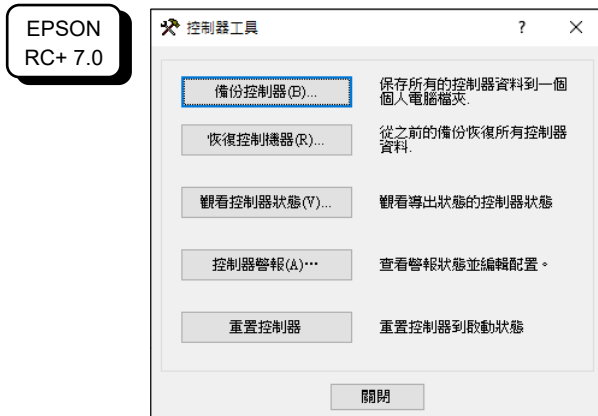 EPSON
RC+ 7.0
控制器工具
?
備份控制器(B)...
保存所有的控制器資料到一個
個人電腦檔夾.
恢復控制機器(R)...
從之前的備份恢復所有控制器
資料.
觀看控制器狀態(V)...
觀看導出狀態的控制器狀態
控制器警報(A)…
查看警報狀態並編輯配置。
重置控制器
重置控制器到啟動狀態
關閉